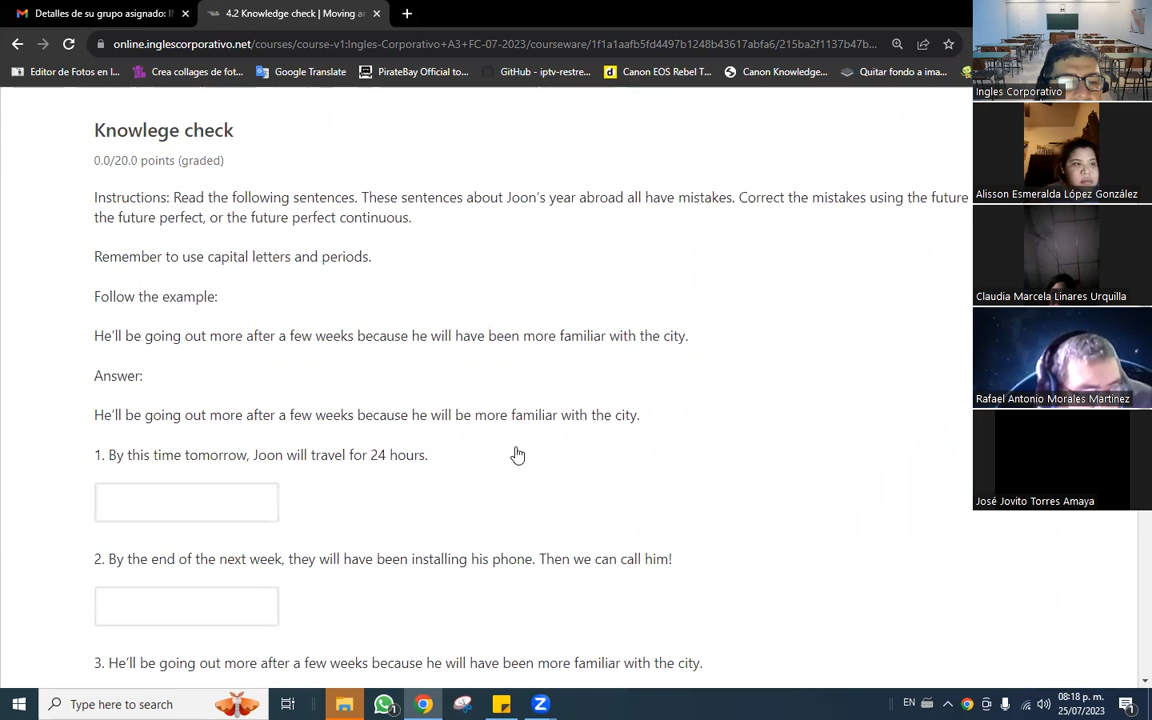 Detalles de su grupo asignado: I
4.2 Knowledge check | Moving a
online.inglescorporativo.net/courses/course-v1:Ingles-Corporativo+A3+FC-07-2023/courseware/1f1a1aafb5fd4497b1248b43617abfa6/215ba2f1137b47b...
Editor de Fotos en l...
Crea collages de fot...
Google Translate
PirateBay Official to...
GitHub - iptv-restre...
Canon EOS Rebel T...
Canon Knowledge...
Quitar fondo a ima...
Ingles Corporativo
Alisson Esmeralda López González
Claudia Marcela Linares Urquilla
Rafael Antonio Morales Martinez
José Jovito Torres Amaya
Knowlege check
0.0/20.0 points (graded)
Instructions: Read the following sentences. These sentences about Joon's year abroad all have mistakes. Correct the mistakes using the future
the future perfect, or the future perfect continuous.
Remember to use capital letters and periods.
Follow the example:
He'll be going out more after a few weeks because he will have been more familiar with the city.
Answer:
He'll be going out more after a few weeks because he will be more familiar with the city.
1. By this time tomorrow, Joon will travel for 24 hours.
2. By the end of the next week, they will have been installing his phone. Then we can call him!
3. He'll be going out more after a few weeks because he will have been more familiar with the city.
Type here to search
1
EN
08:18 p. m.
25/07/2023
1